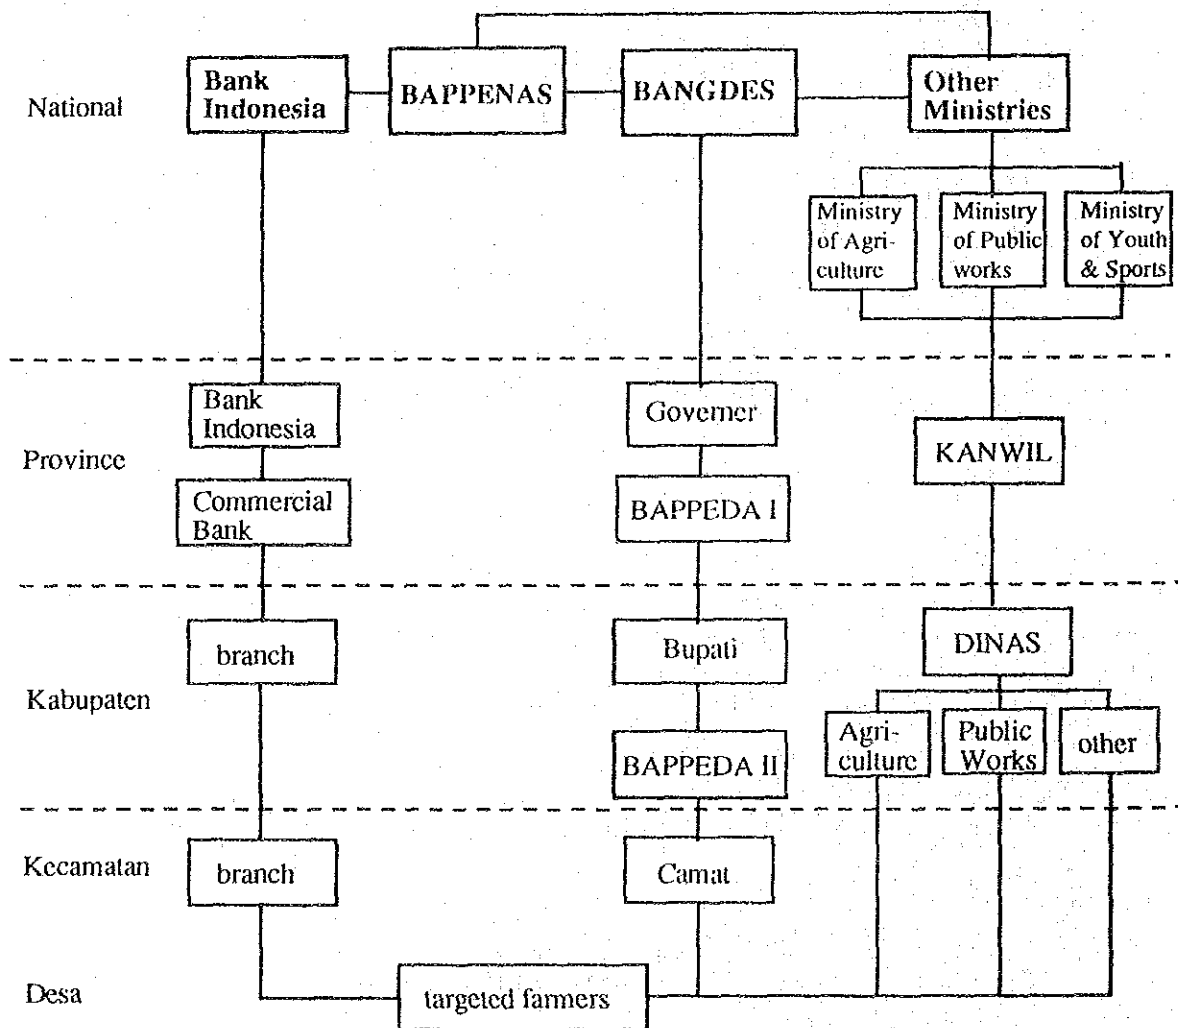 National
Bank
Indonesia
BAPPENAS
BANGDES
Other
Ministries
Ministry
of Agri-
culture
Ministry
of Public
works
Ministry
of Youth
& Sports
Province
Bank
Indonesia
Commercial
Bank
Governer
BAPPEDA I
KANWIL
Kabupaten
branch
Bupati
BAPPEDA II
DINAS
Agri-
culture
Public
Works
other
Kecamatan
branch
Camat
Desa
targeted farmers